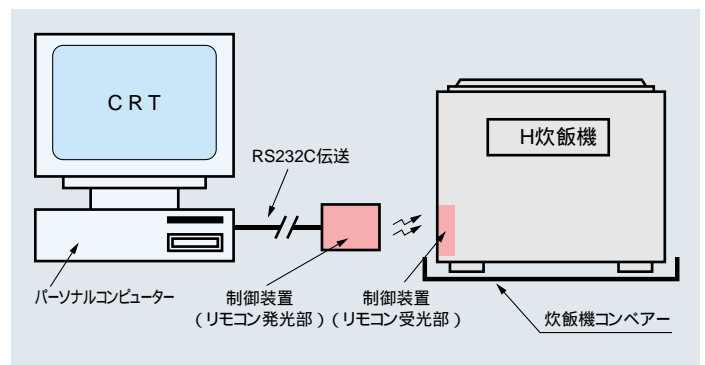 CRT
H炊飯機
RS232C伝送
パーソナルコンピューター
制御装置
(リモコン発光部)
制御装置
(リモコン受光部)
炊飯機コンベアー